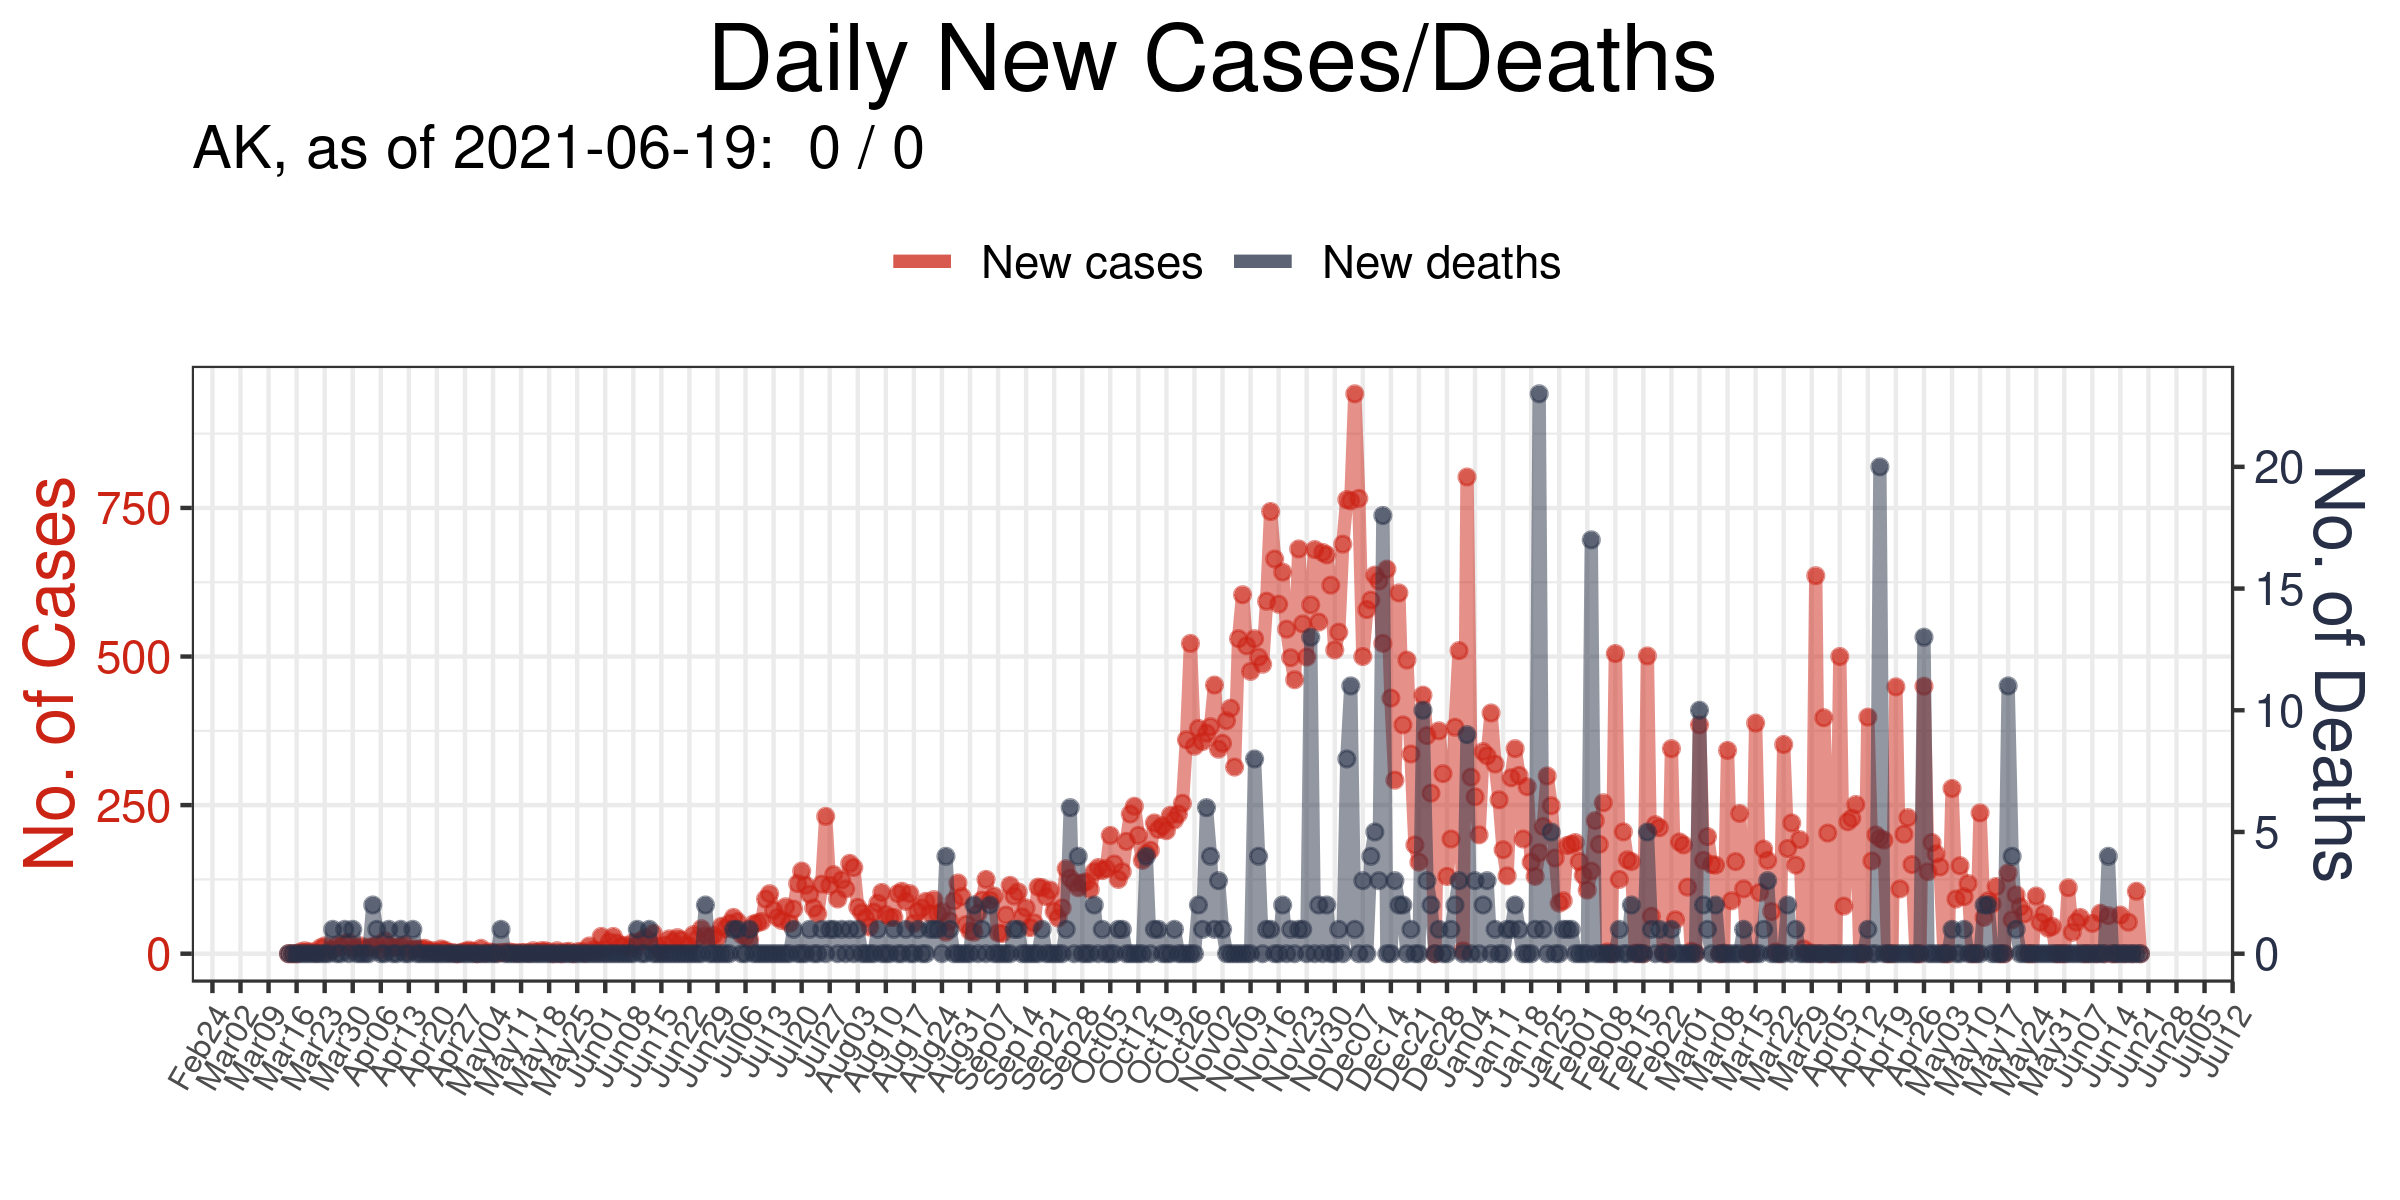 Daily New Cases/Deaths
AK, as of 2021-06-19: 0 / 0
New cases
New deaths
No. of Cases
750
500
250
0
20
15
10
5
0
No. of Deaths
Feb24
Mar02
Mar09
Mar16
Mar23
Mar30
Apr06
Apr13
Apr20
Apr27
May04
May11
May18
May25
Jun01
Jun08
Jun15
Jun22
Jun29
Jul06
Jul13
Jul20
Jul27
Aug03
Aug10
Aug17
Aug24
Aug31
Sep07
Sep14
Sep21
Sep28
Oct05
Oct12
Oct19
Oct26
Nov02
Nov09
Nov16
Nov23
Nov30
Dec07
Dec14
Dec21
Dec28
Jan04
Jan11
Jan18
Jan25
Feb01
Feb08
Feb15
Feb22
Mar01
Mar08
Mar15
Mar22
Mar29
Apr05
Apr12
Apr19
Apr26
May03
May10
May17
May24
May31
Jun07
Jun14
Jun21
Jun28
Jul05
Jul12